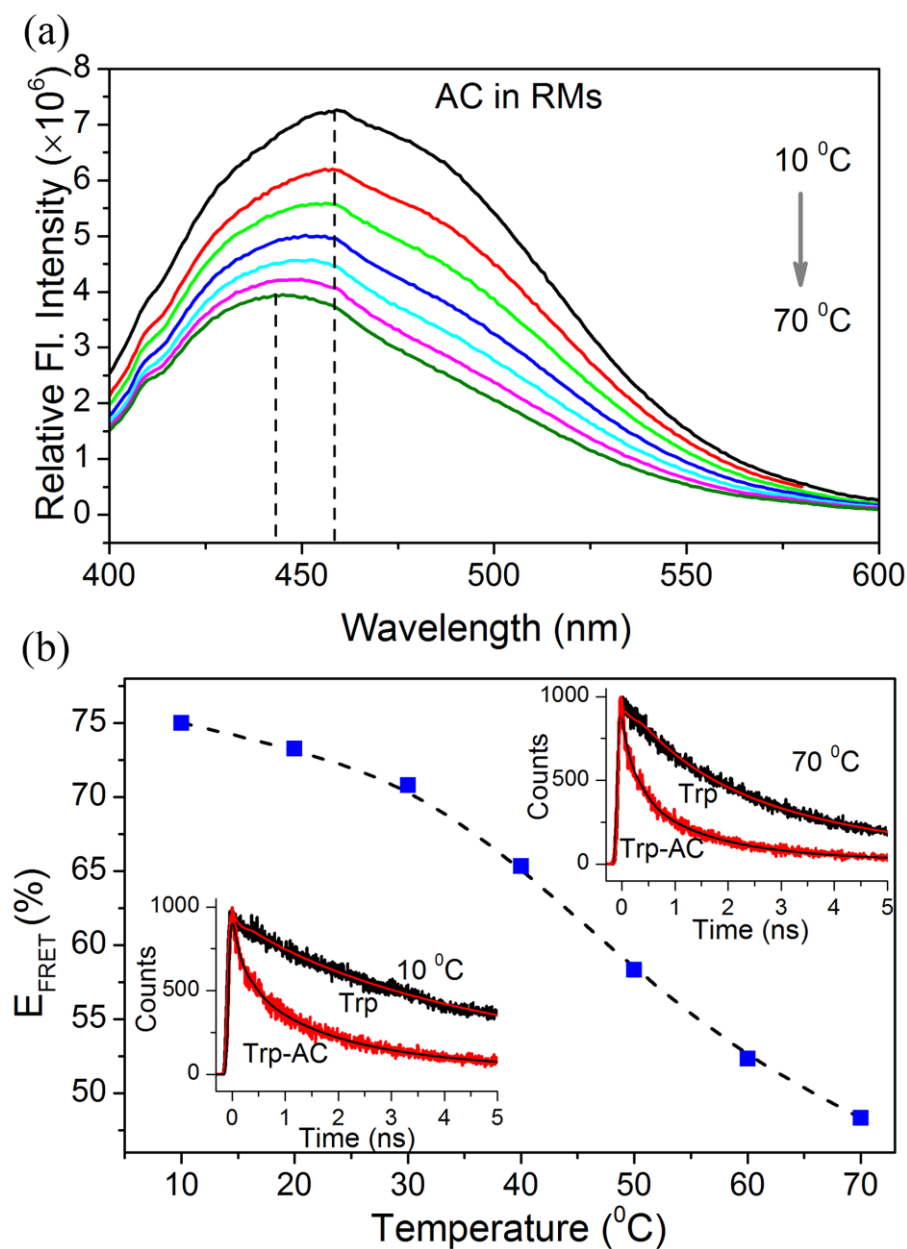 (a)
8
7
6
5
4
3
2
1
0
Relative Fl. Intensity (×10⁶)
AC in RMs
10 ⁰C
70 ⁰C
400 450 500 550 600
Wavelength (nm)
(b)
75
70
65
60
55
50
E_FRET (%)
1000
500
0
Counts
70 ⁰C
Trp
Trp-AC
0 1 2 3 4 5
Time (ns)
1000
500
0
Counts
10 ⁰C
Trp
Trp-AC
0 1 2 3 4 5
Time (ns)
10 20 30 40 50 60 70
Temperature (⁰C)